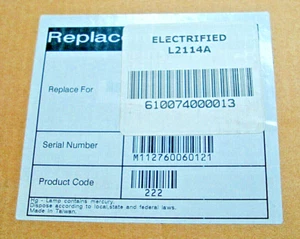 Replac
ELECTRIFIED
L2114A
Replace For
610074000013
Serial Number
M112760060121
Product Code
222
Hg - Lamp contains mercury.
Dispose according to local,state and federal laws.
Made in Taiwan.